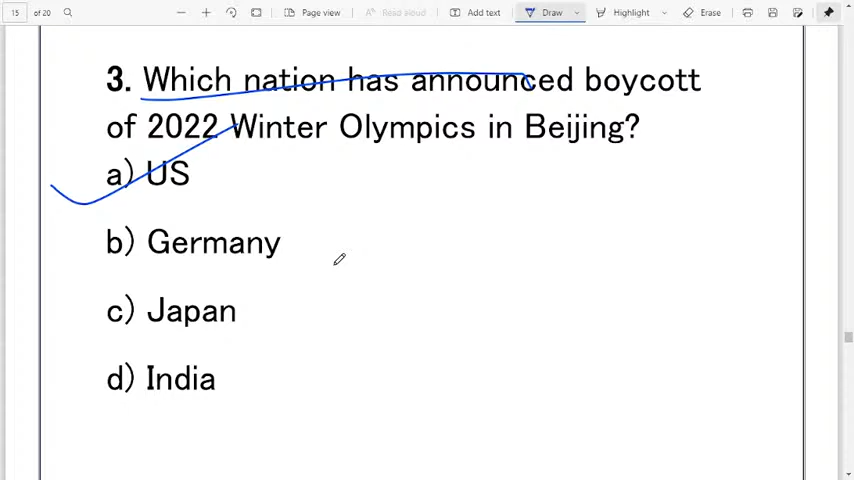 15 of 20 Page view Read aloud Add text Draw Highlight Erase
3. Which nation has announced boycott
of 2022 Winter Olympics in Beijing?
a) US
b) Germany
c) Japan
d) India